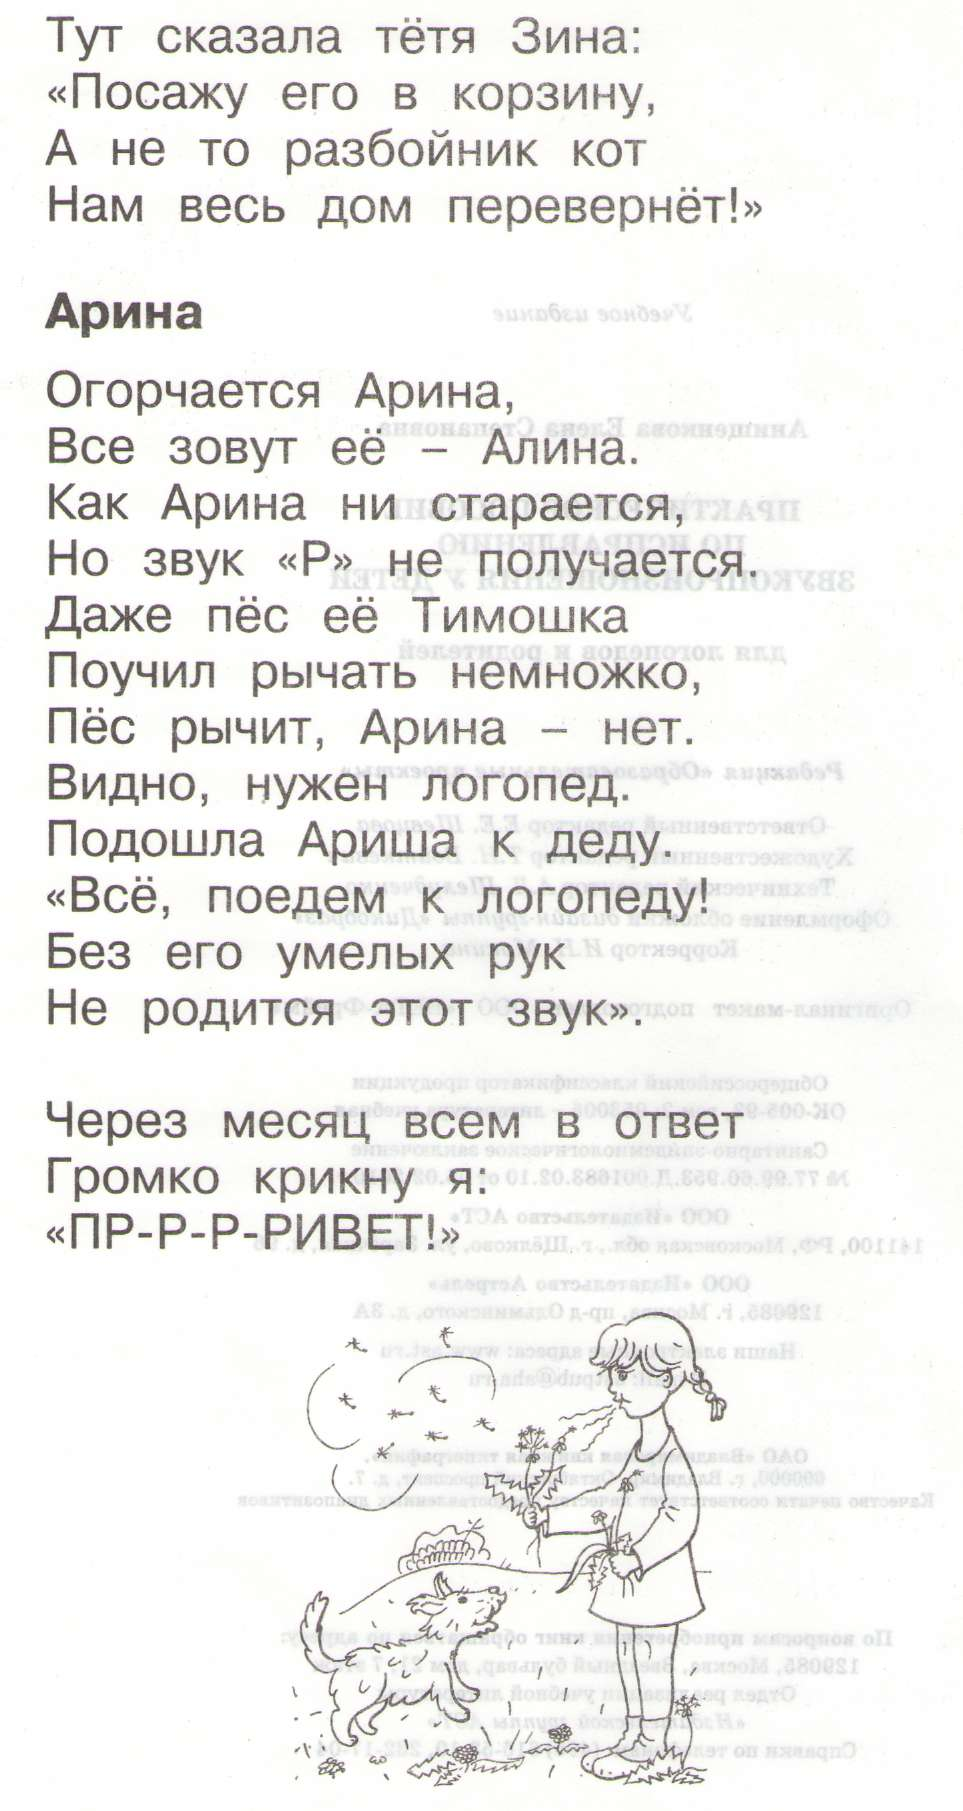 Тут сказала тётя Зина:
«Посажу его в корзину,
А не то разбойник кот
Нам весь дом перевернёт!»
Арина
Огорчается Арина,
Все зовут её – Алина.
Как Арина ни старается,
Но звук «Р» не получается.
Даже пёс её Тимошка
Поучил рычать немножко,
Пёс рычит, Арина – нет.
Видно, нужен логопед.
Подошла Ариша к деду.
«Всё, поедем к логопеду!
Без его умелых рук
Не родится этот звук».
Через месяц всем в ответ
Громко крикну я:
«ПР-Р-Р-РИВЕТ!»